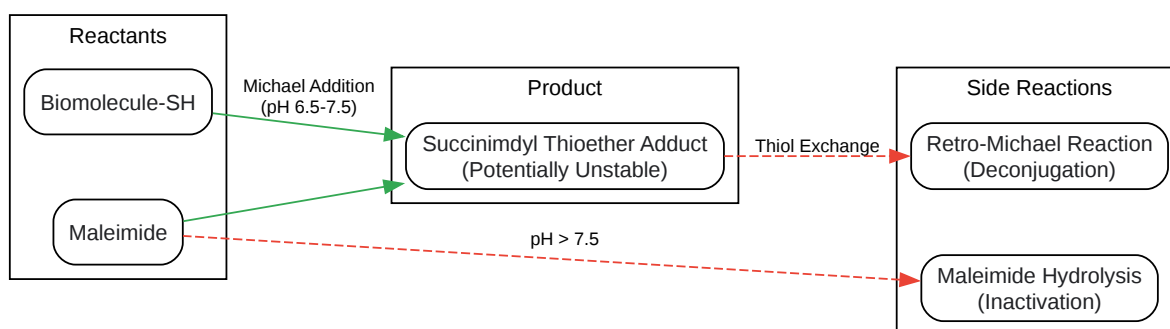 Reactants
Biomolecule-SH
Maleimide
Michael Addition
(pH 6.5-7.5)
Product
Succinimdyl Thioether Adduct
(Potentially Unstable)
Thiol Exchange
pH > 7.5
Side Reactions
Retro-Michael Reaction
(Deconjugation)
Maleimide Hydrolysis
(Inactivation)